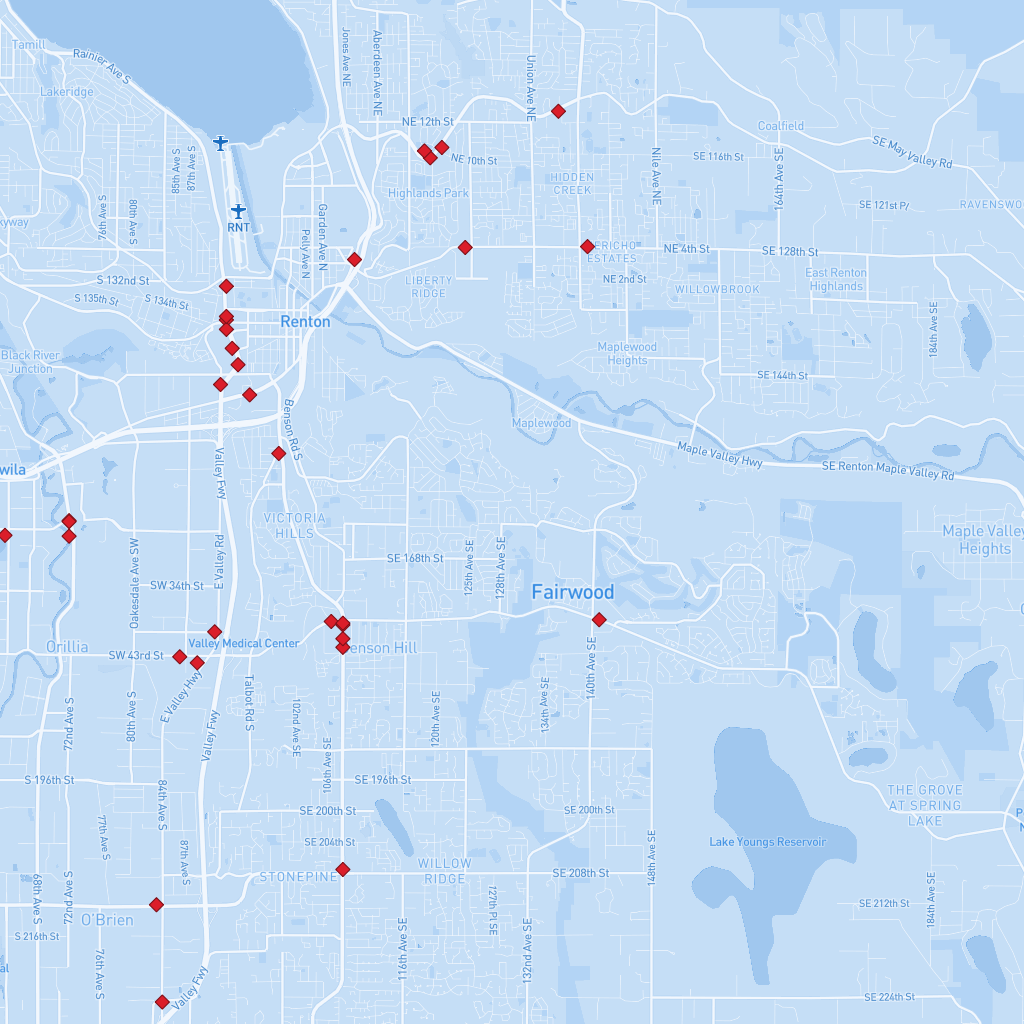 Tamill
Rainier Ave S
Lakeridge
Jones Ave NE
Aberdeen Ave NE
Union Ave NE
NE 12th St
NE 10th St
Coalfield
SE May Valley Rd
SE 116th St
85th Ave S
87th Ave S
Nile Ave NE
164th Ave SE
HIDDEN
CREEK
Highlands Park
76th Ave S
80th Ave S
SE 121st Pl
RAVENSWO
kyway
RNT
Garden Ave N
Pelly Ave N
ERICHO
ESTATES
NE 4th St
SE 128th St
S 132nd St
LIBERTY
RIDGE
NE 2nd St
WILLOWBROOK
East Renton
Highlands
S 135th St
S 134th St
Renton
184th Ave SE
Black River
Junction
Maplewood
Heights
SE 144th St
Benson Rd S
Maplewood
Maple Valley Hwy
SE Renton Maple Valley Rd
wila
Valley Fwy
VICTORIA
HILLS
Maple Valley
Heights
Oakesdale Ave SW
E Valley Rd
SE 168th St
125th Ave SE
128th Ave SE
SW 34th St
Fairwood
Orillia
Valley Medical Center
enson Hill
SW 43rd St
E Valley Hwy
140th Ave SE
72nd Ave S
80th Ave S
Talbot Rd S
Valley Fwy
102nd Ave SE
106th Ave SE
120th Ave SE
134th Ave SE
S 196th St
SE 196th St
THE GROVE
AT SPRING
LAKE
84th Ave S
SE 200th St
SE 200th St
77th Ave S
87th Ave S
SE 204th St
148th Ave SE
Lake Youngs Reservoir
68th Ave S
72nd Ave S
STONEPINE
WILLOW
RIDGE
SE 208th St
O'Brien
127th Pl SE
SE 212th St
184th Ave SE
S 216th St
76th Ave S
116th Ave SE
132nd Ave SE
al
Valley Fwy
SE 224th St